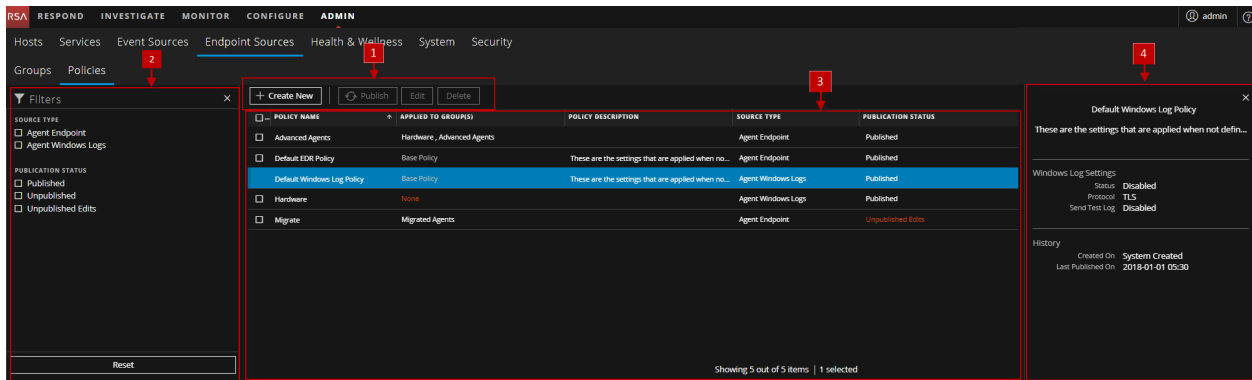 RSA RESPOND INVESTIGATE MONITOR CONFIGURE ADMIN admin
Hosts Services Event Sources Endpoint Sources Health & Wellness System Security
Groups Policies
2
1
3
4
Filters
SOURCE TYPE
Agent Endpoint
Agent Windows Logs
PUBLICATION STATUS
Published
Unpublished
Unpublished Edits
Reset
+ Create New Publish Edit Delete
POLICY NAME APPLIED TO GROUP(S) POLICY DESCRIPTION SOURCE TYPE PUBLICATION STATUS
Advanced Agents Hardware , Advanced Agents Agent Endpoint Published
Default EDR Policy Base Policy These are the settings that are applied when no... Agent Endpoint Published
Default Windows Log Policy Base Policy These are the settings that are applied when no... Agent Windows Logs Published
Hardware None Agent Windows Logs Published
Migrate Migrated Agents Agent Endpoint Unpublished Edits
Showing 5 out of 5 items | 1 selected
Default Windows Log Policy
These are the settings that are applied when not defin...
Windows Log Settings
Status Disabled
Protocol TLS
Send Test Log Disabled
History
Created On System Created
Last Published On 2018-01-01 05:30